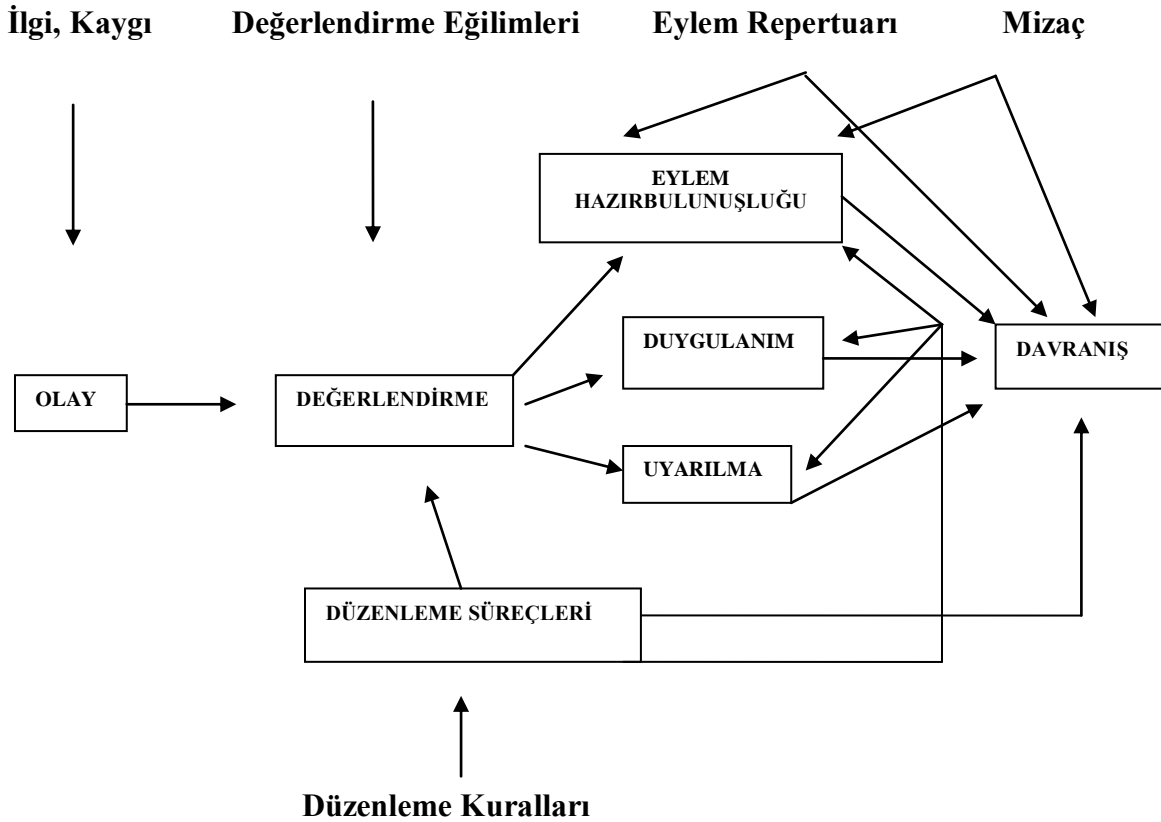 İlgi, Kaygı
Değerlendirme Eğilimleri
Eylem Repertuarı
Mizaç
EYLEM
HAZIRBULUNUŞLUĞU
DUYGULANIM
DAVRANIŞ
OLAY
DEĞERLENDİRME
UYARILMA
DÜZENLEME SÜREÇLERİ
Düzenleme Kuralları